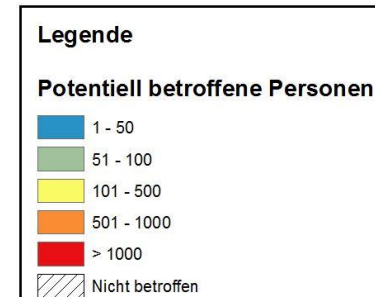 Legende
Potentiell betroffene Personen
1 - 50
51 - 100
101 - 500
501 - 1000
> 1000
Nicht betroffen